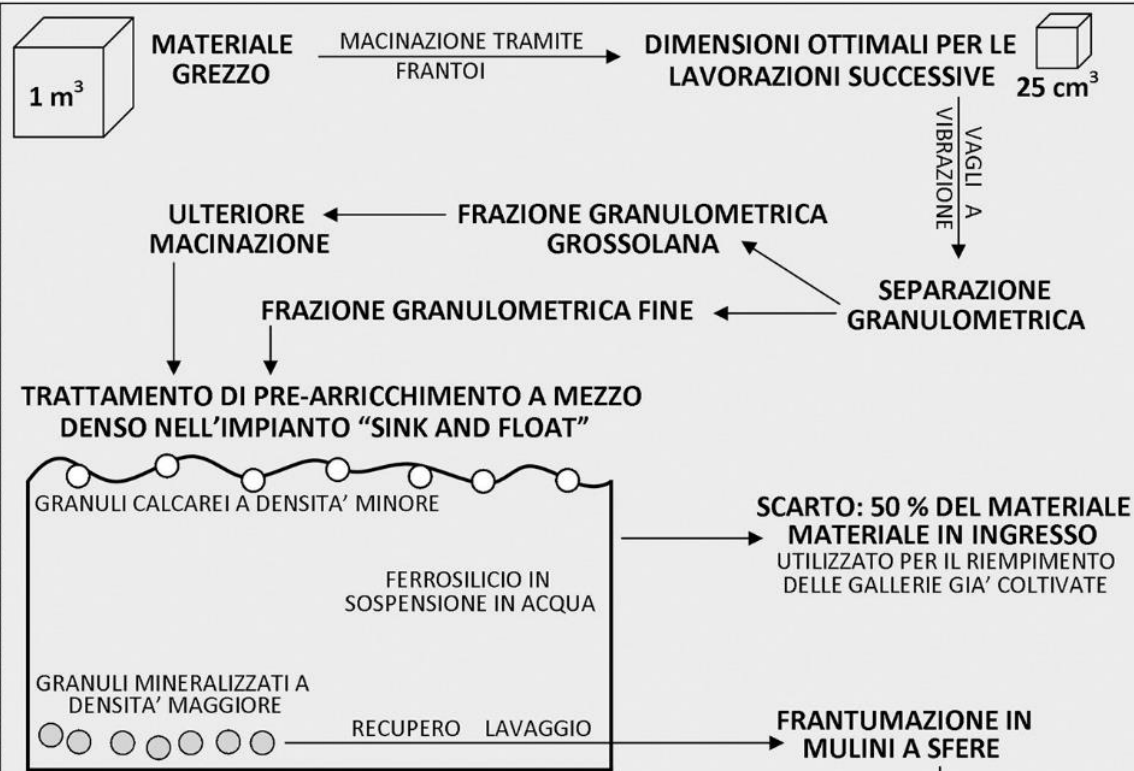 1 m³
MATERIALE
GREZZO
MACINAZIONE TRAMITE
FRANTOI
DIMENSIONI OTTIMALI PER LE
LAVORAZIONI SUCCESSIVE
25 cm³
VAGLI A
VIBRAZIONE
SEPARAZIONE
GRANULOMETRICA
FRAZIONE GRANULOMETRICA
GROSSOLANA
ULTERIORE
MACINAZIONE
FRAZIONE GRANULOMETRICA FINE
TRATTAMENTO DI PRE-ARRICCHIMENTO A MEZZO
DENSO NELL'IMPIANTO “SINK AND FLOAT”
GRANULI CALCAREI A DENSITA' MINORE
FERROSILICIO IN
SOSPENSIONE IN ACQUA
SCARTO: 50 % DEL MATERIALE
MATERIALE IN INGRESSO
UTILIZZATO PER IL RIEMPIMENTO
DELLE GALLERIE GIA' COLTIVATE
GRANULI MINERALIZZATI A
DENSITA' MAGGIORE
RECUPERO LAVAGGIO
FRANTUMAZIONE IN
MULINI A SFERE